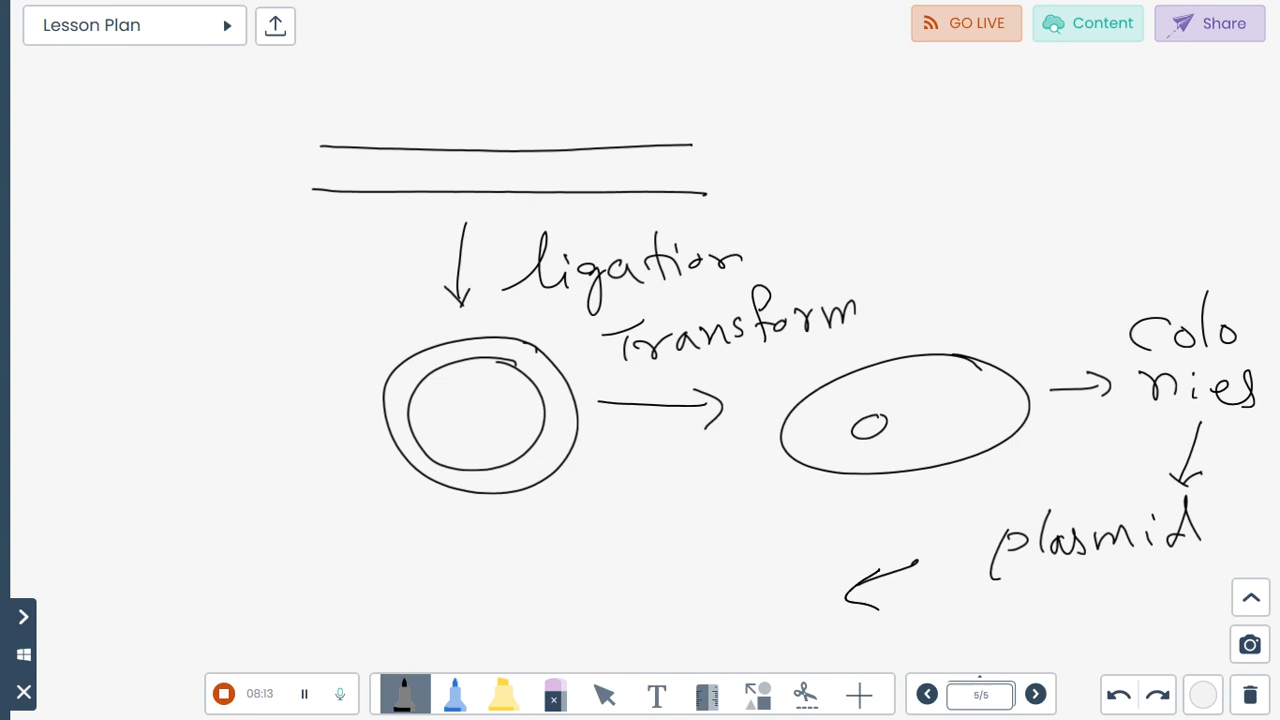 Lesson Plan
GO LIVE
Content
Share
ligation
Transform
Colo
nies
plasmid
08:13
T
5/5